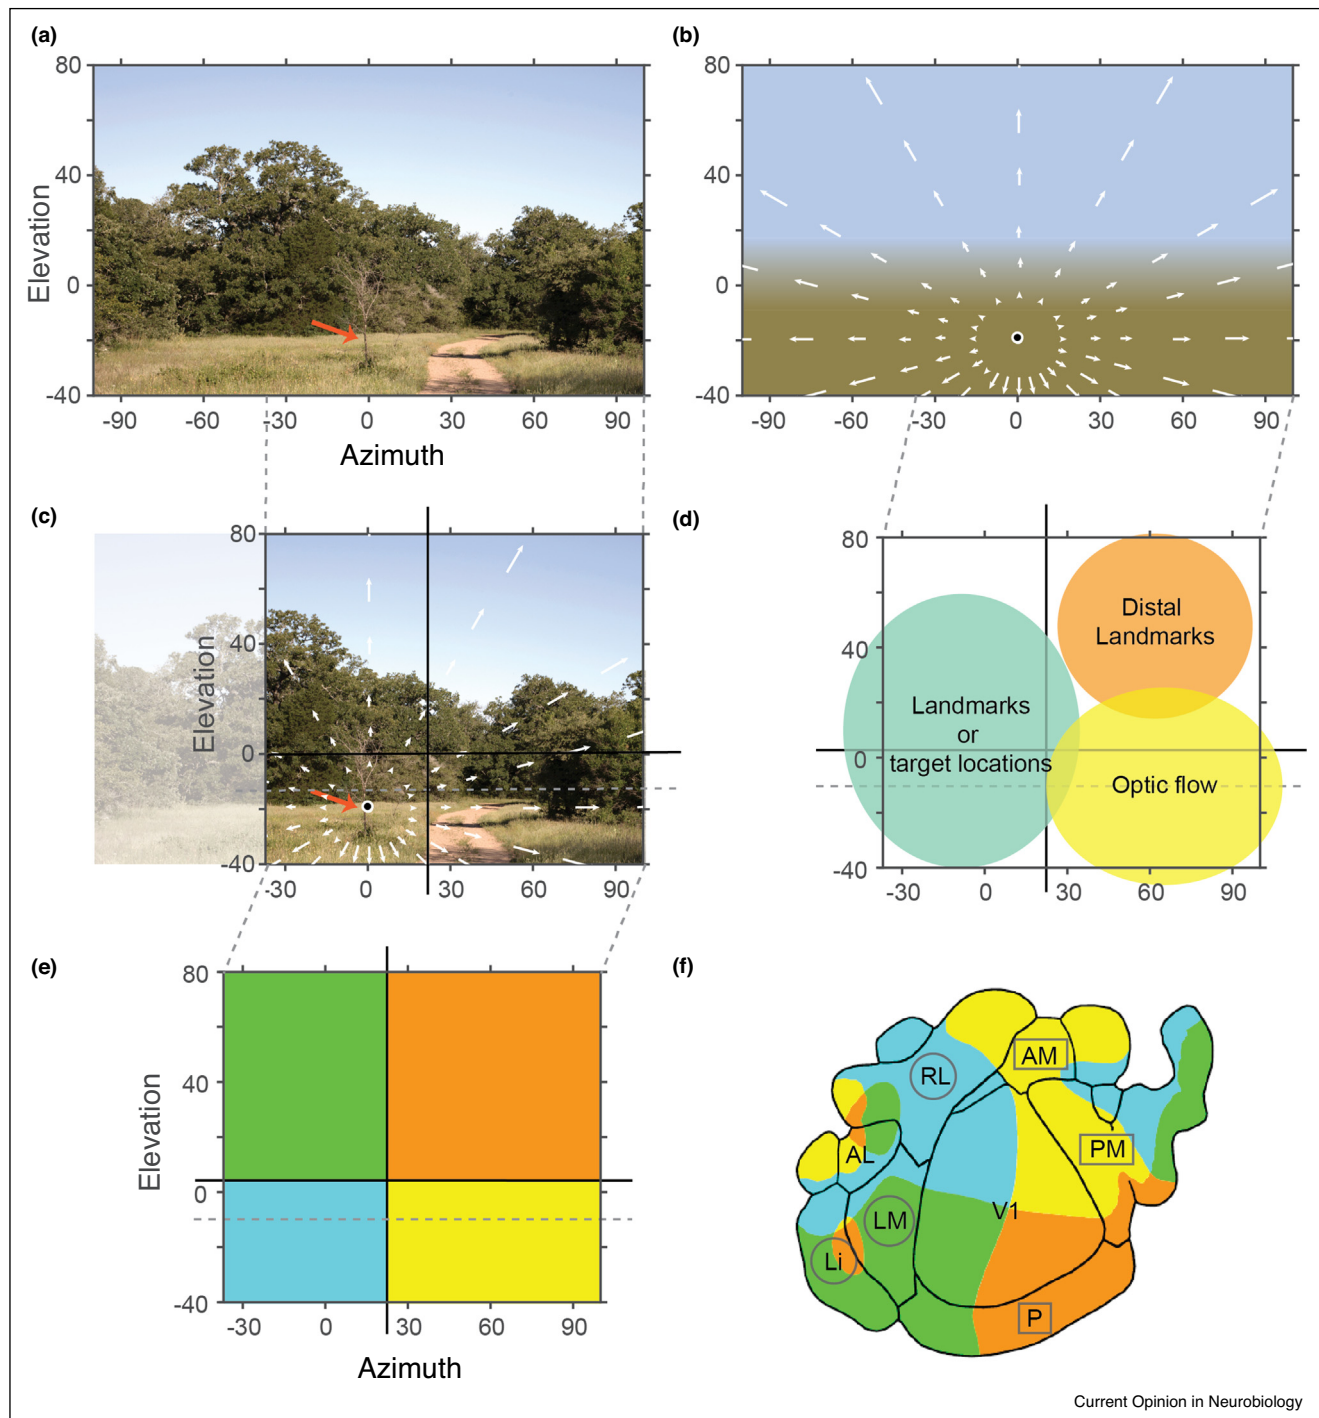 (a)
80
40
0
-40
Elevation
-90
-60
-30
0
30
60
90
Azimuth
(b)
80
40
0
-40
-90
-60
-30
0
30
60
90
(c)
80
40
0
-40
Elevation
-30
0
30
60
90
(d)
80
40
0
-40
Distal
Landmarks
Landmarks
or
target locations
Optic flow
-30
0
30
60
90
(e)
80
40
0
-40
Elevation
-30
0
30
60
90
Azimuth
(f)
AM
RL
PM
AL
V1
LM
Li
P
Current Opinion in Neurobiology